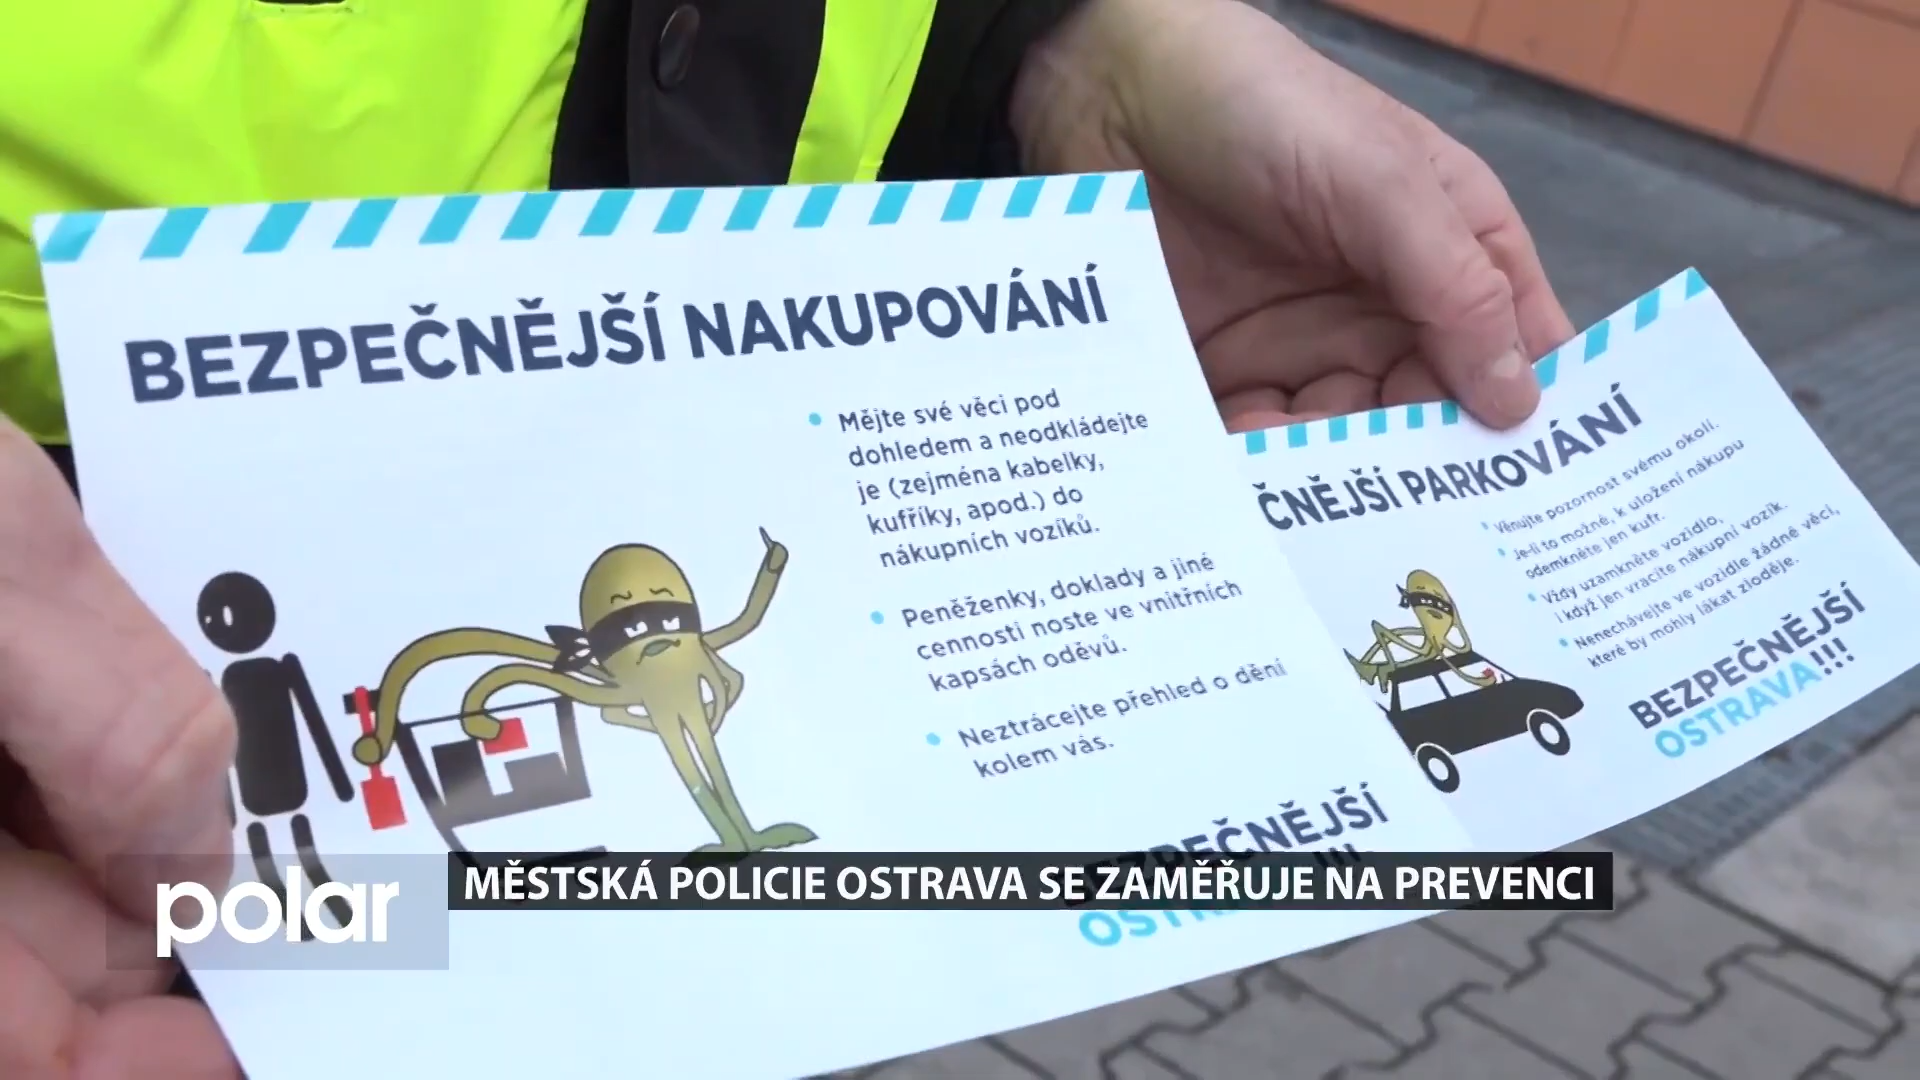 BEZPEČNĚJŠÍ NAKUPOVÁNÍ
Mějte své věci pod
dohledem a neodkládejte
je (zejména kabelky,
kufříky, apod.) do
nákupních vozíků.
Peněženky, doklady a jiné
cennosti noste ve vnitřních
kapsách oděvů.
Neztrácejte přehled o dění
kolem vás.
BEZPEČNĚJŠÍ
ČNĚJŠÍ PARKOVÁNÍ
Věnujte pozornost svému okolí.
Je-li to možné, k uložení nákupu
odemkněte jen kufr.
Vždy uzamkněte vozidlo,
i když jen vracíte nákupní vozík.
Nenechávejte ve vozidle žádné věci,
které by mohly lákat zloděje.
BEZPEČNĚJŠÍ
OSTRAVA!!!
polar
MĚSTSKÁ POLICIE OSTRAVA SE ZAMĚŘUJE NA PREVENCI